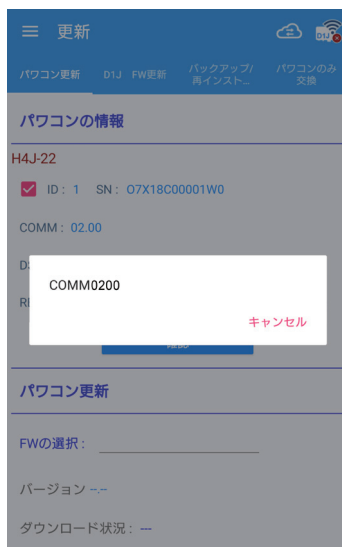 更新
D1J
パワコン更新
D1J FW更新
バックアップ/
再インスト...
パワコンのみ
交換
パワコンの情報
H4J-22
ID： 1 SN： O7X18C00001W0
COMM： 02.00
COMM0200
キャンセル
パワコン更新
FWの選択：
バージョン --.--
ダウンロード状況： ---